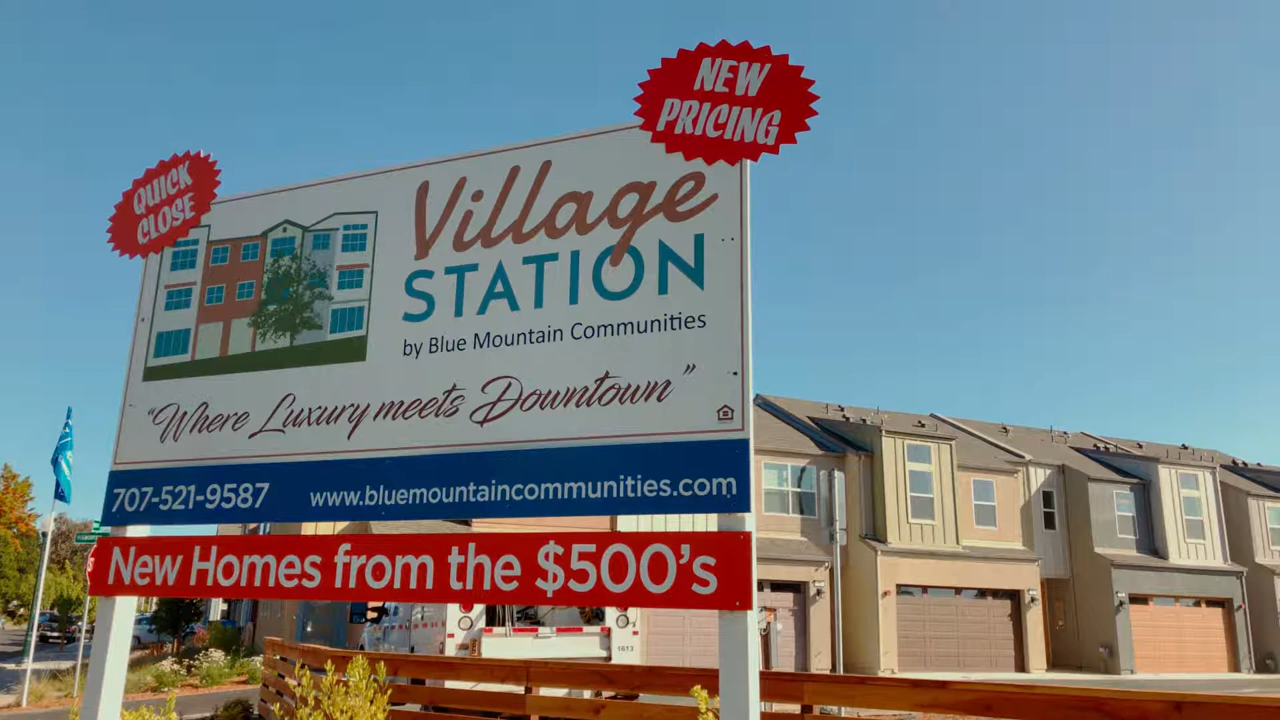 NEW
PRICING
QUICK
CLOSE
Village
STATION
by Blue Mountain Communities
"Where Luxury meets Downtown"
707-521-9587
www.bluemountaincommunities.com
New Homes from the $500's
1613